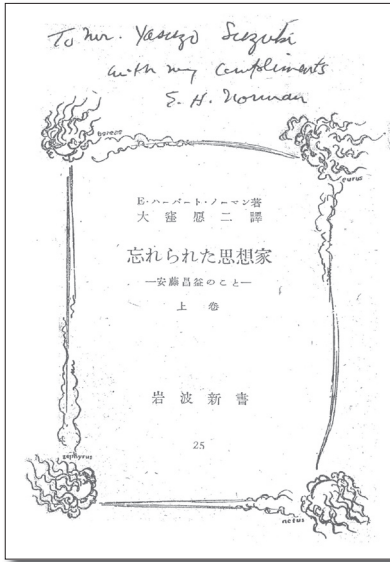 To Mr. Yasuzo Suzuki
with my compliments
E. H. Norman
boreas
eurus
E・ハーバート・ノーマン著
大窪愿二譯
忘れられた思想家
―安藤昌益のこと―
上卷
岩波新書
25
zephyrus
notus